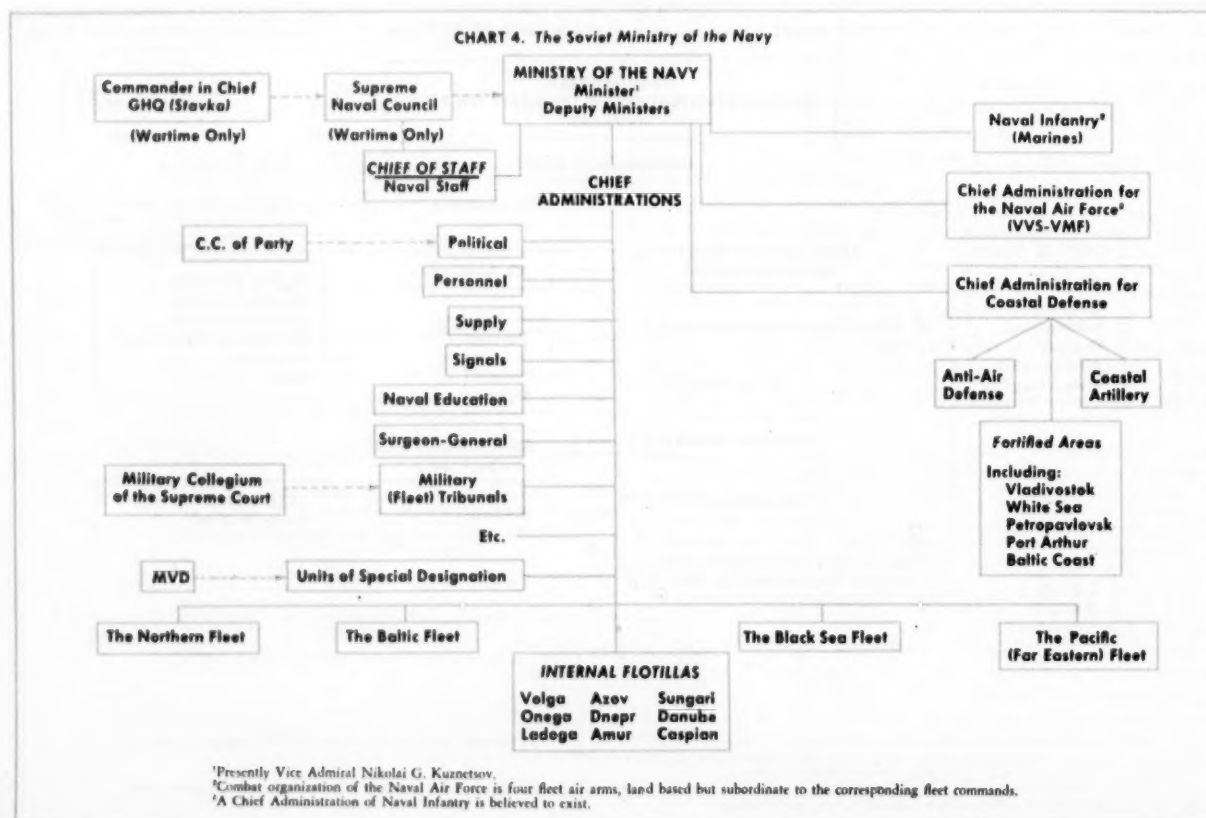 CHART 4. The Soviet Ministry of the Navy
Commander in Chief
GHQ (Stavka)
(Wartime Only)
Supreme
Naval Council
(Wartime Only)
MINISTRY OF THE NAVY
Minister¹
Deputy Ministers
CHIEF OF STAFF
Naval Staff
Naval Infantry³
(Marines)
CHIEF
ADMINISTRATIONS
Chief Administration for
the Naval Air Force²
(VVS-VMF)
C.C. of Party
Political
Personnel
Supply
Signals
Naval Education
Surgeon-General
Military Collegium
of the Supreme Court
Military
(Fleet) Tribunals
Etc.
MVD
Units of Special Designation
Chief Administration for
Coastal Defense
Anti-Air
Defense
Coastal
Artillery
Fortified Areas
Including:
Vladivostok
White Sea
Petropavlovsk
Port Arthur
Baltic Coast
The Northern Fleet
The Baltic Fleet
The Black Sea Fleet
The Pacific
(Far Eastern) Fleet
INTERNAL FLOTILLAS
Volga Azov Sungari
Onega Dnepr Danube
Ladoga Amur Caspian
¹Presently Vice Admiral Nikolai G. Kuznetsov.
²Combat organization of the Naval Air Force is four fleet air arms, land based but subordinate to the corresponding fleet commands.
³A Chief Administration of Naval Infantry is believed to exist.